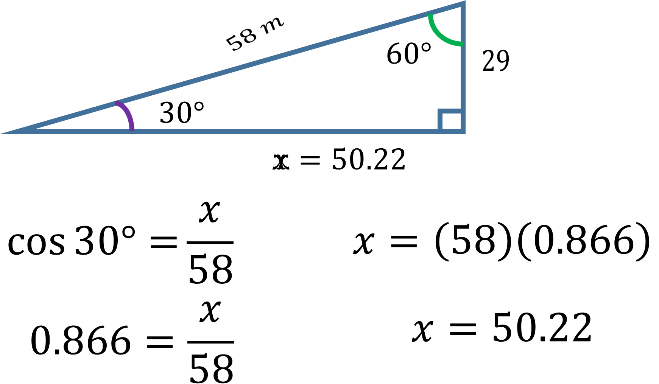 58 m
60°
29
30°
x = 50.22
cos 30° = x/58
x = (58)(0.866)
0.866 = x/58
x = 50.22